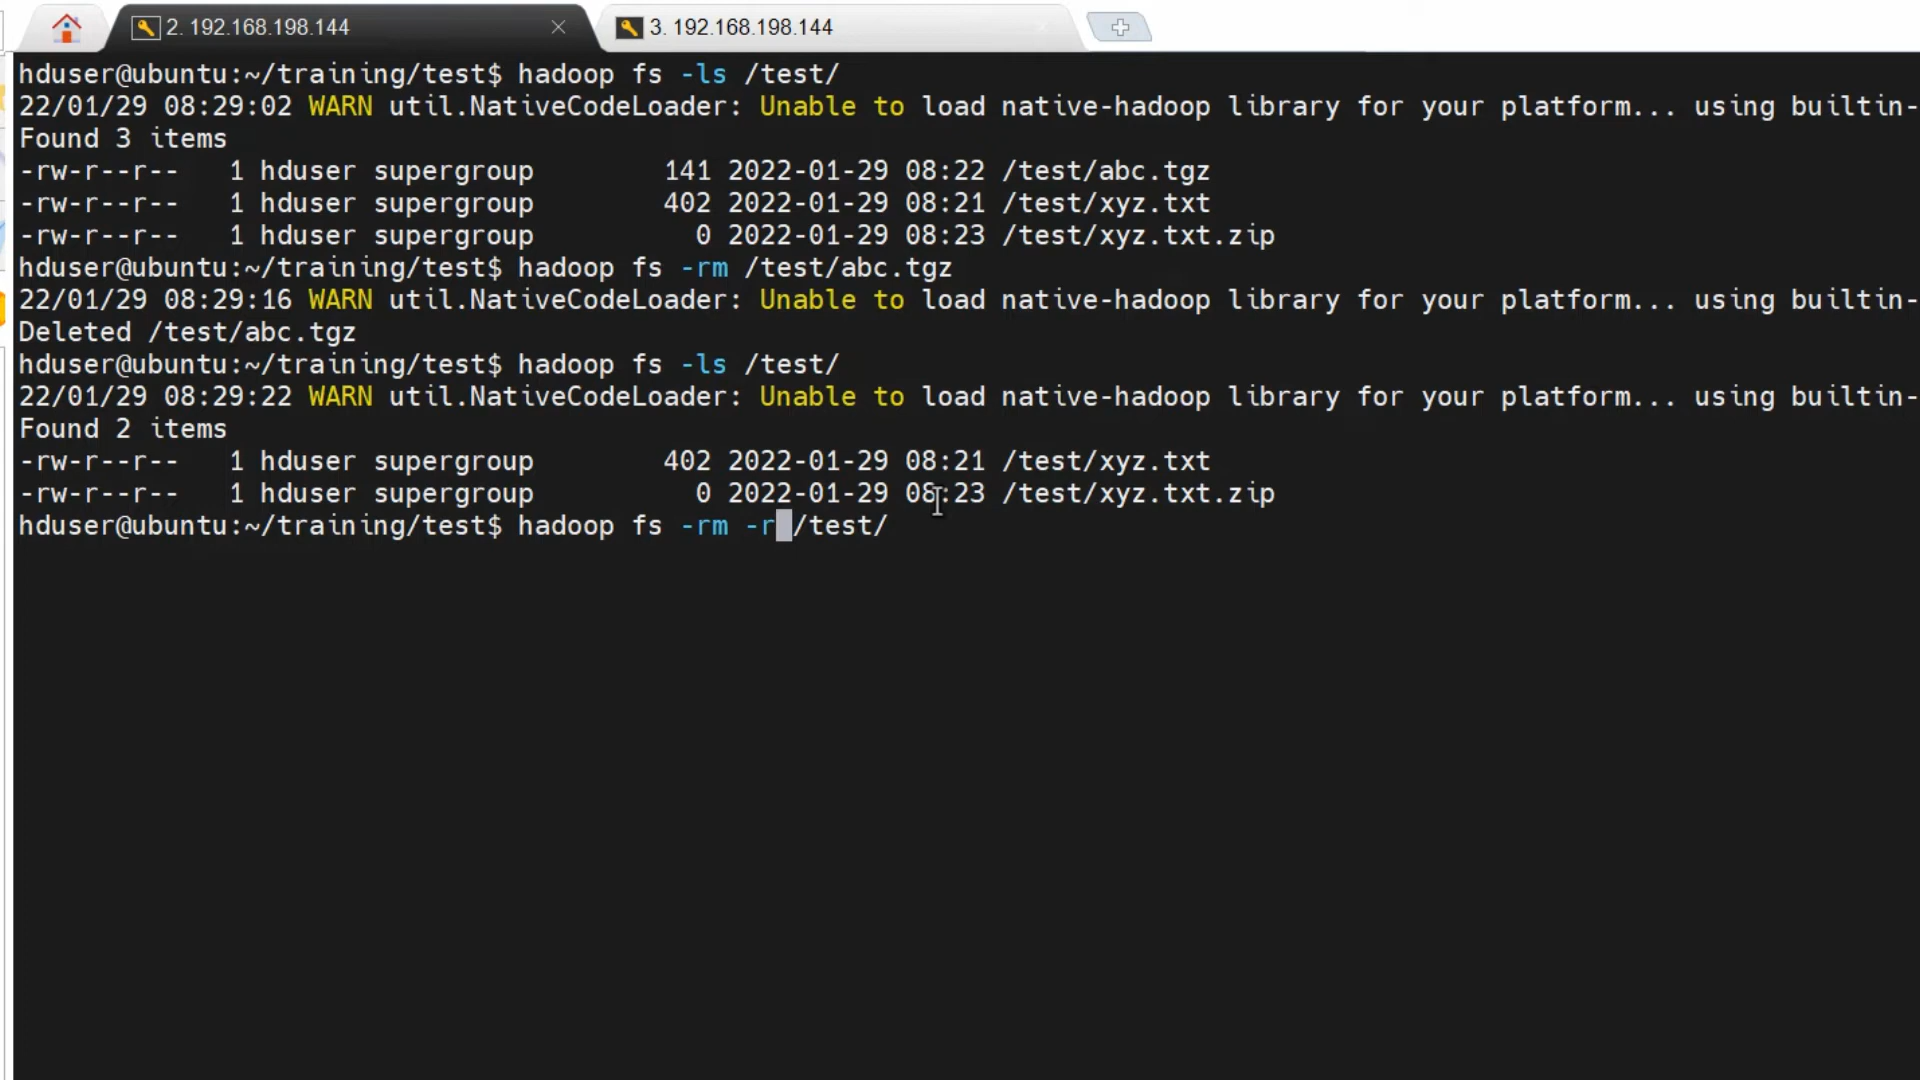 2. 192.168.198.144
3. 192.168.198.144
hduser@ubuntu:~/training/test$ hadoop fs -ls /test/
22/01/29 08:29:02 WARN util.NativeCodeLoader: Unable to load native-hadoop library for your platform... using builtin-
Found 3 items
-rw-r--r--   1 hduser supergroup        141 2022-01-29 08:22 /test/abc.tgz
-rw-r--r--   1 hduser supergroup        402 2022-01-29 08:21 /test/xyz.txt
-rw-r--r--   1 hduser supergroup          0 2022-01-29 08:23 /test/xyz.txt.zip
hduser@ubuntu:~/training/test$ hadoop fs -rm /test/abc.tgz
22/01/29 08:29:16 WARN util.NativeCodeLoader: Unable to load native-hadoop library for your platform... using builtin-
Deleted /test/abc.tgz
hduser@ubuntu:~/training/test$ hadoop fs -ls /test/
22/01/29 08:29:22 WARN util.NativeCodeLoader: Unable to load native-hadoop library for your platform... using builtin-
Found 2 items
-rw-r--r--   1 hduser supergroup        402 2022-01-29 08:21 /test/xyz.txt
-rw-r--r--   1 hduser supergroup          0 2022-01-29 08:23 /test/xyz.txt.zip
hduser@ubuntu:~/training/test$ hadoop fs -rm -r /test/